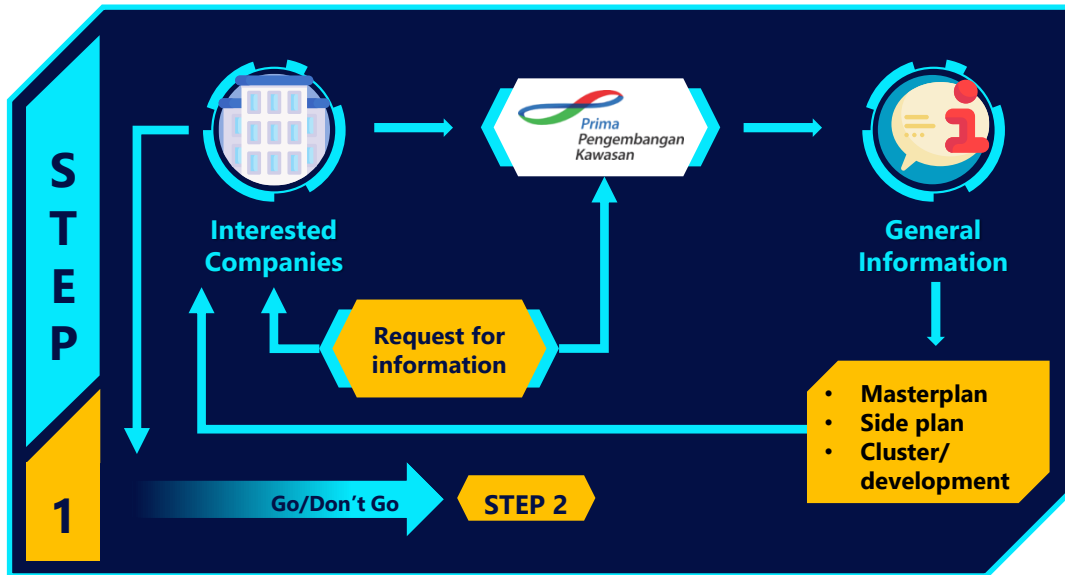 STEP
1
Interested
Companies
Prima
Pengembangan
Kawasan
General
Information
Request for
information
• Masterplan
• Side plan
• Cluster/
development
Go/Don’t Go
STEP 2